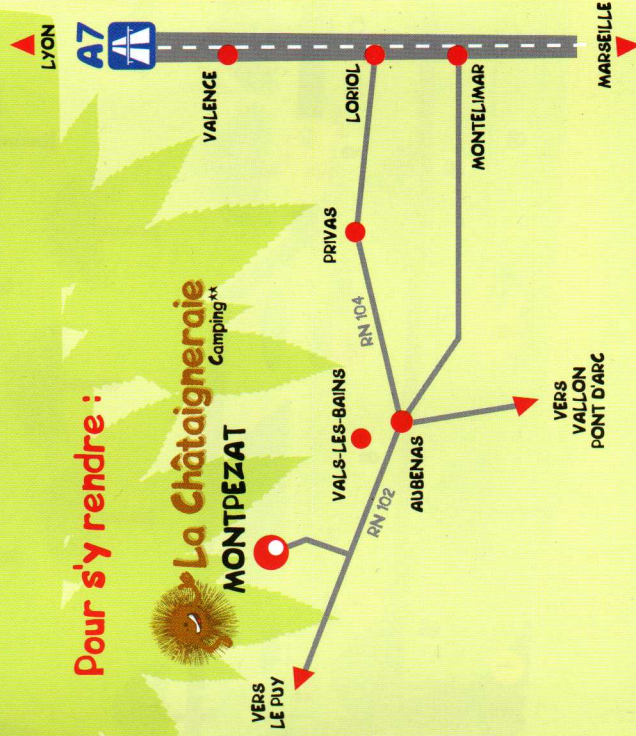 Pour s'y rendre :
La Châtaigneraie
Camping**
MONTPEZAT
LYON
A7
VALENCE
LORIOL
MONTELIMAR
MARSEILLE
PRIVAS
RN 104
VALS-LES-BAINS
AUBENAS
RN 102
VERS
LE PUY
VERS
VALLON
PONT D'ARC